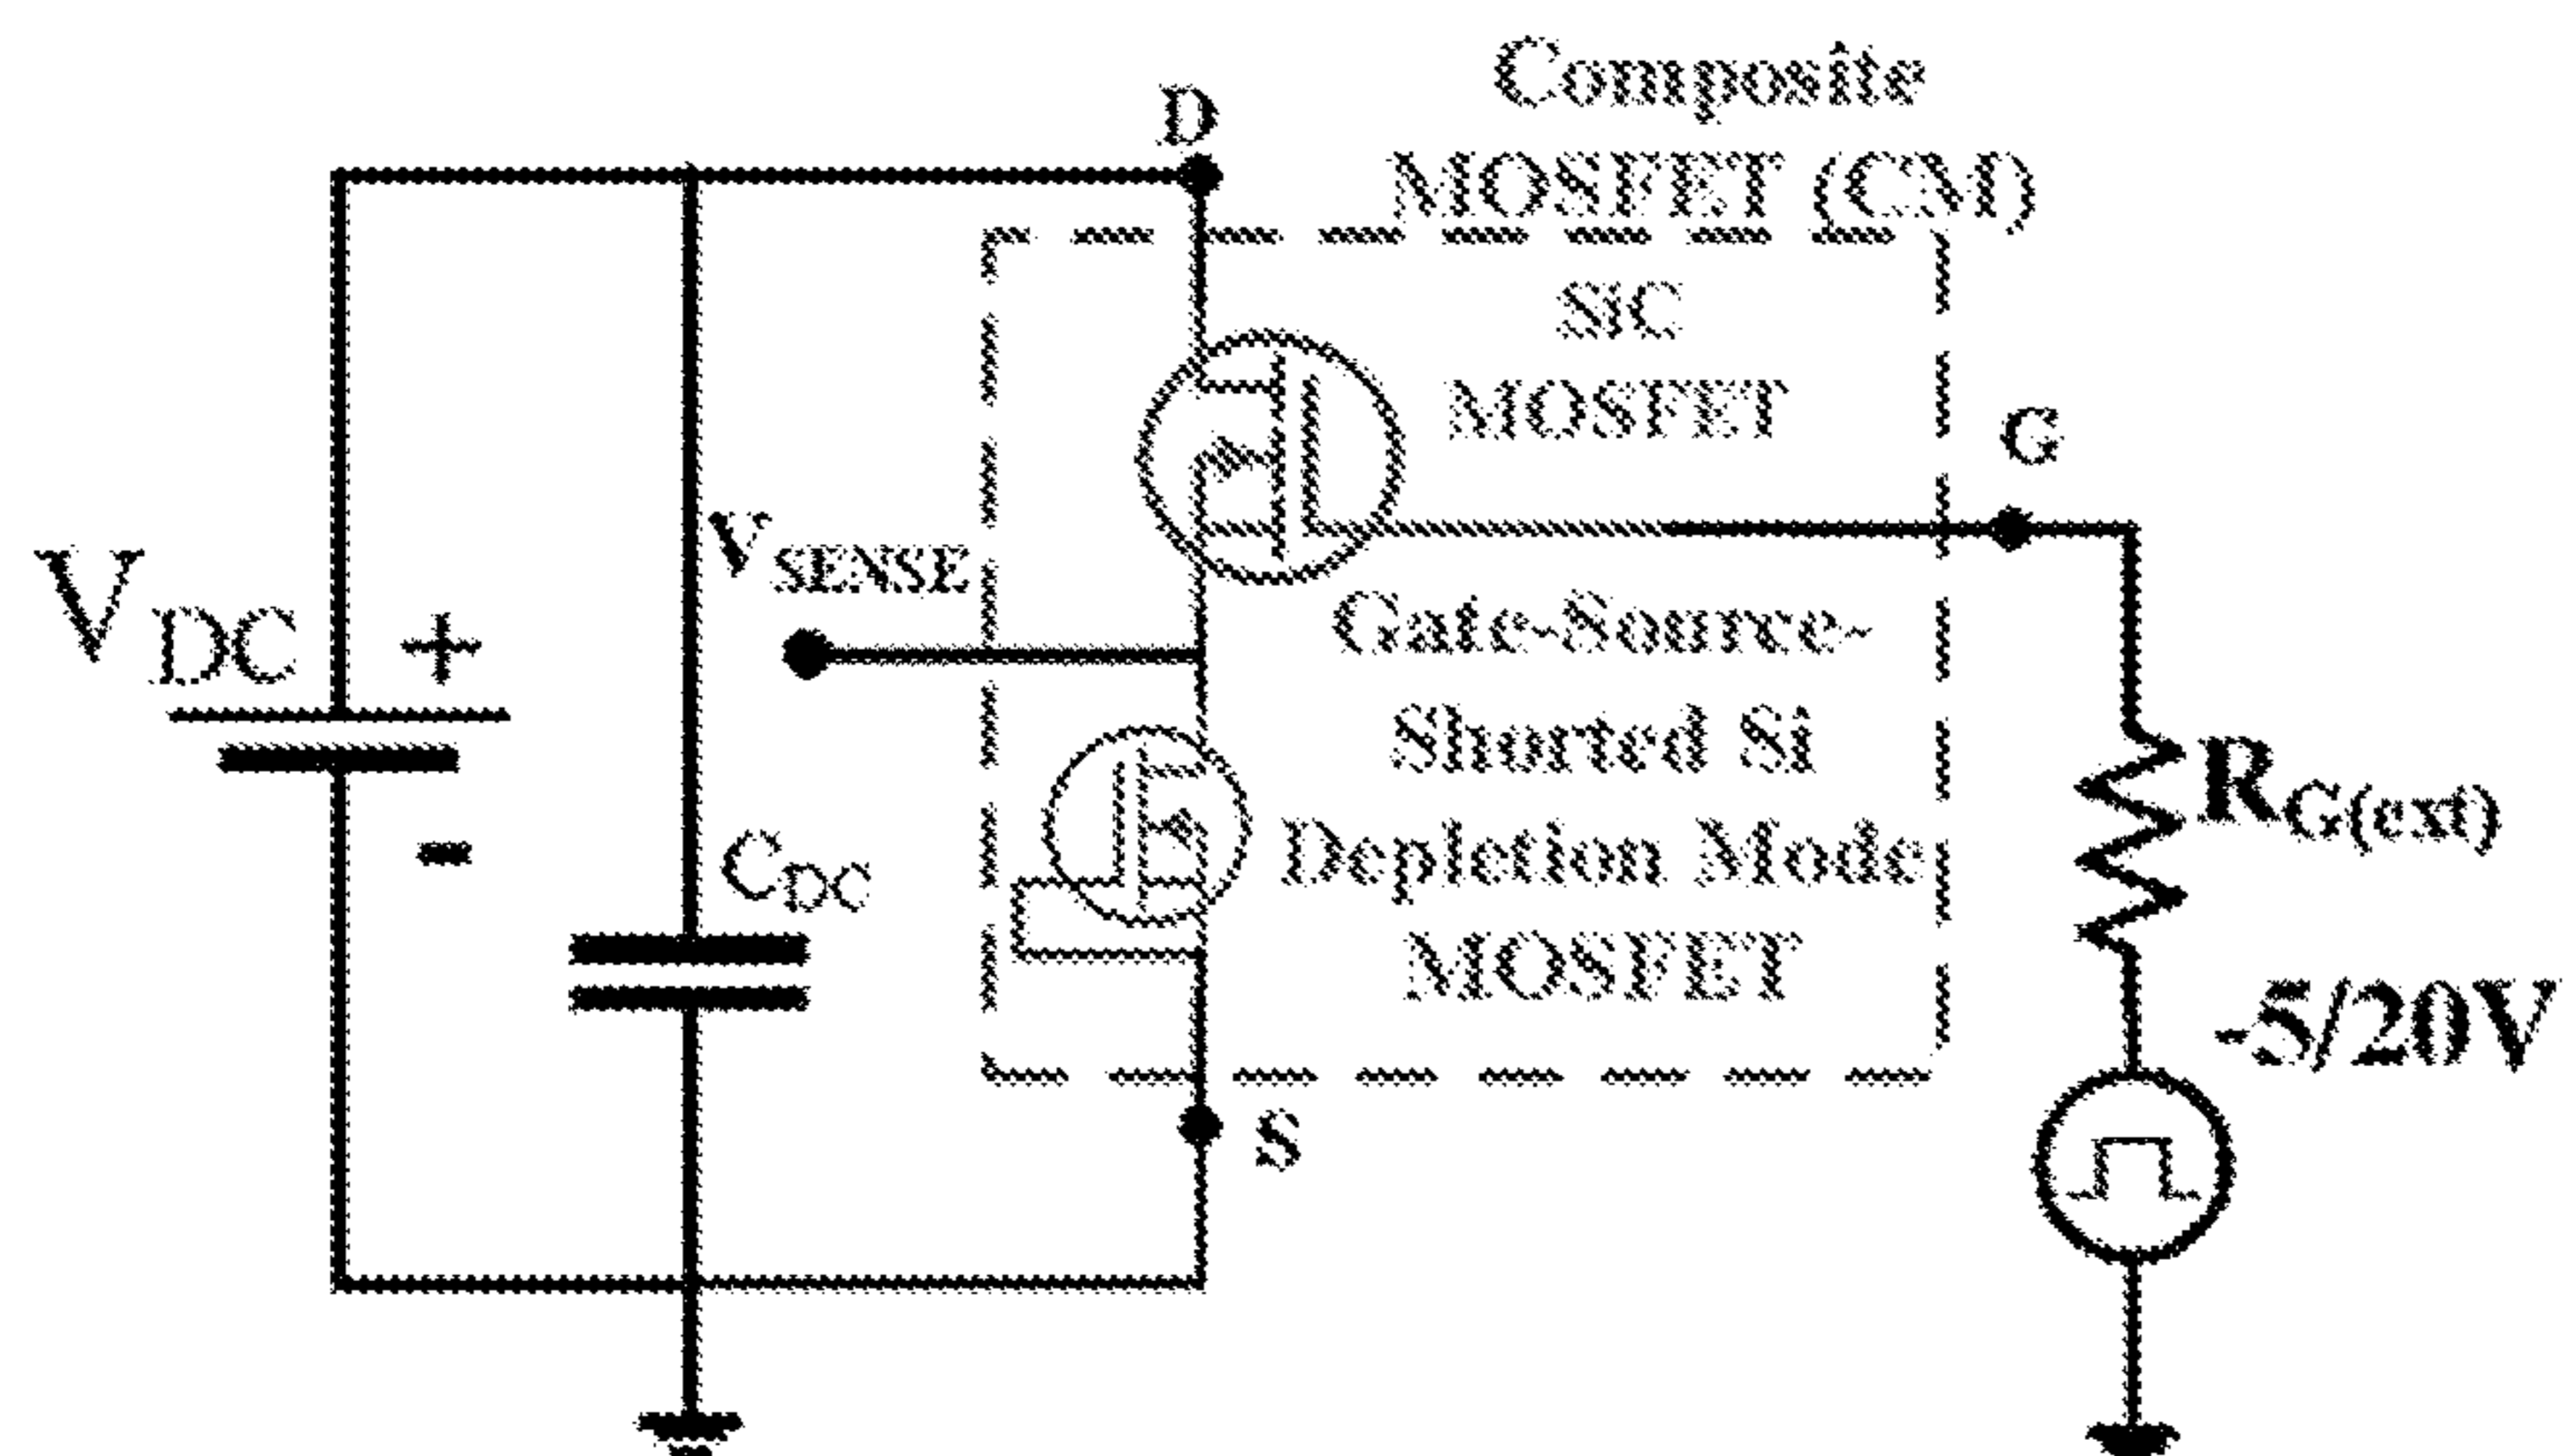 D
Composite
MOSFET (CM)
SiC
MOSFET
G
VSENSE
VDC
+
-
Gate-Source-
Shorted Si
Depletion Mode
MOSFET
CDC
RG(ext)
-5/20V
S